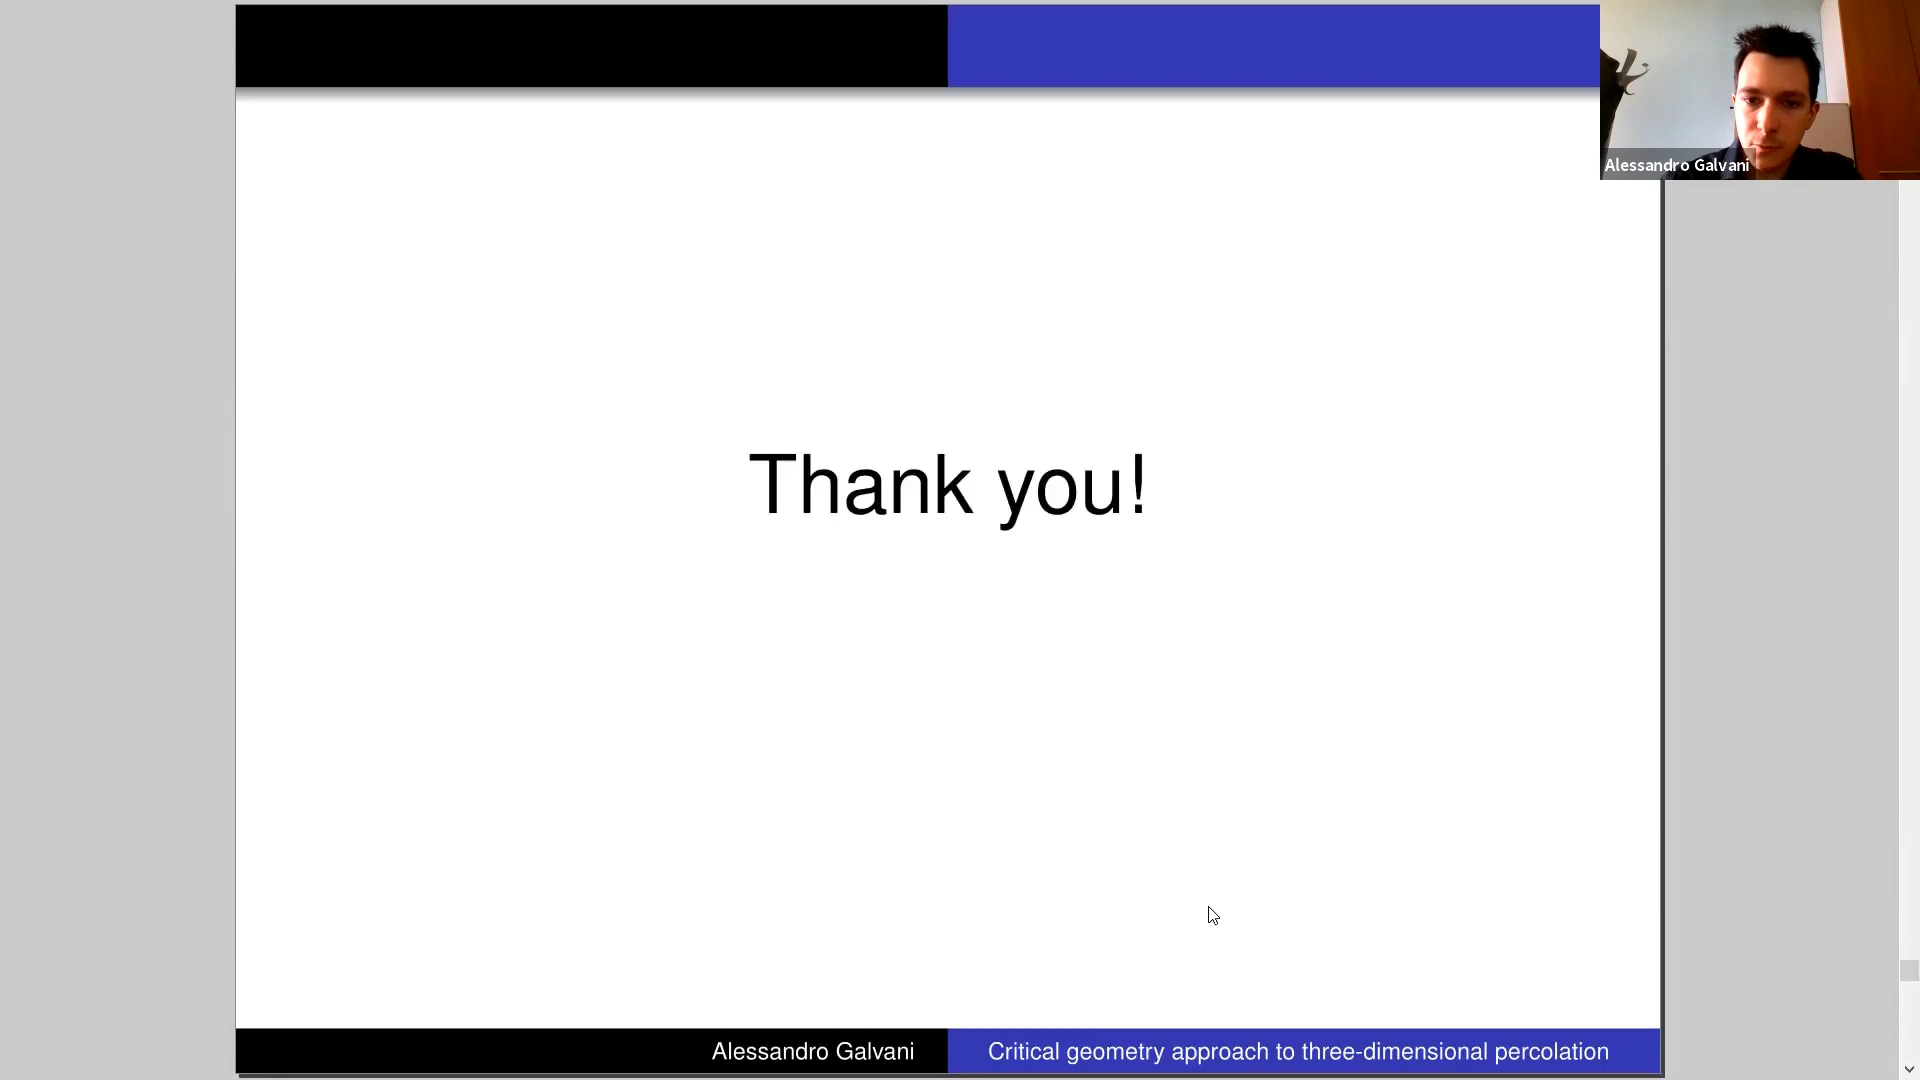 Alessandro Galvani
Thank you!
Alessandro Galvani
Critical geometry approach to three-dimensional percolation